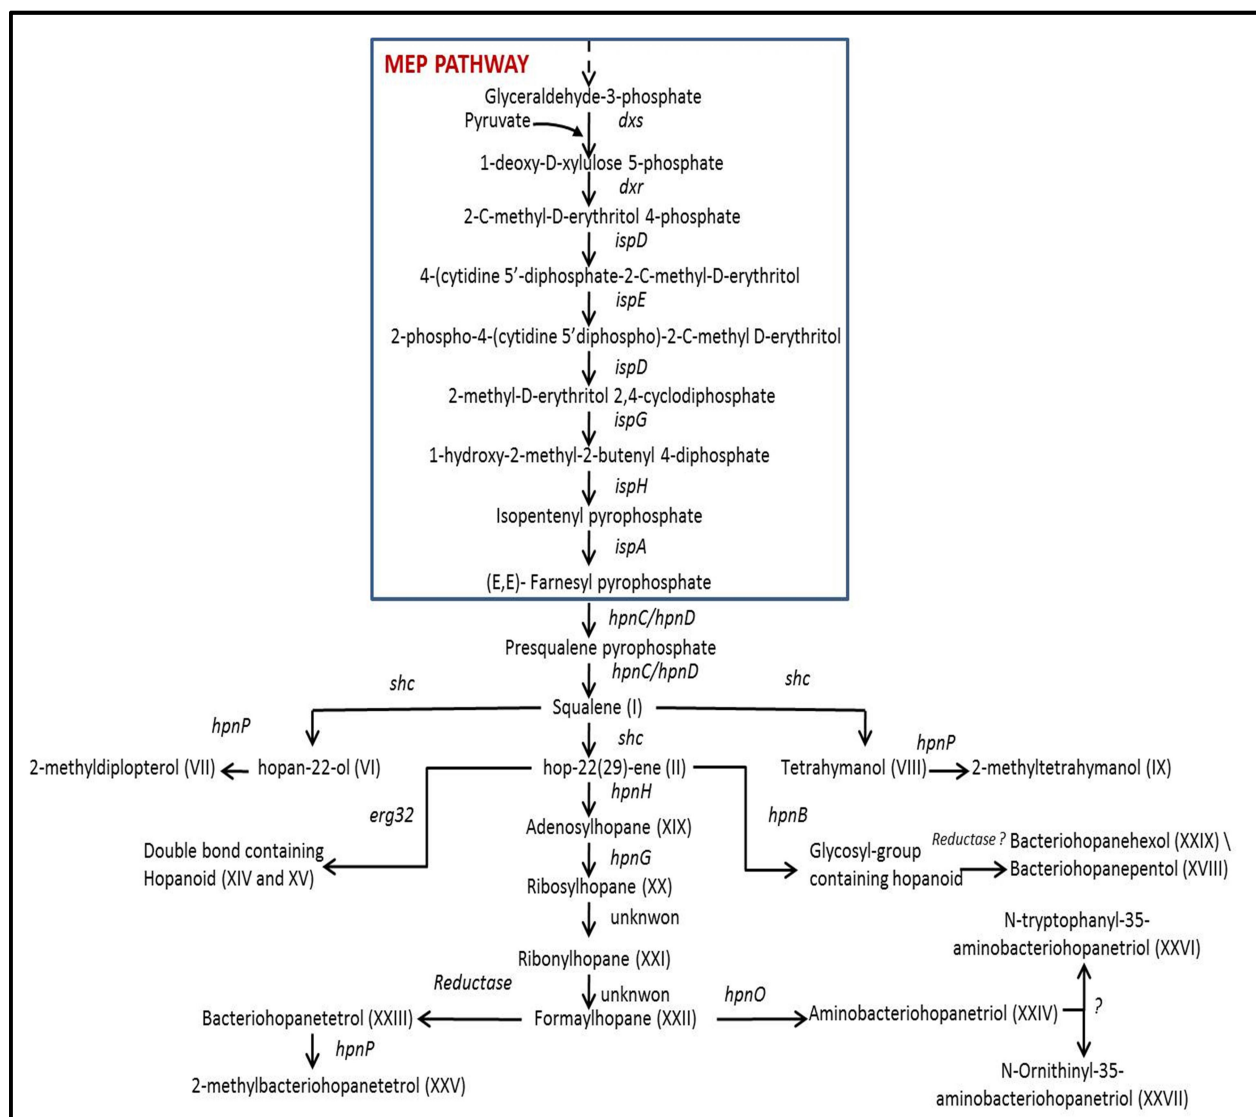 MEP PATHWAY
Glyceraldehyde-3-phosphate
Pyruvate
dxs
1-deoxy-D-xylulose 5-phosphate
dxr
2-C-methyl-D-erythritol 4-phosphate
ispD
4-(cytidine 5’-diphosphate-2-C-methyl-D-erythritol
ispE
2-phospho-4-(cytidine 5’diphospho)-2-C-methyl D-erythritol
ispD
2-methyl-D-erythritol 2,4-cyclodiphosphate
ispG
1-hydroxy-2-methyl-2-butenyl 4-diphosphate
ispH
Isopentenyl pyrophosphate
ispA
(E,E)- Farnesyl pyrophosphate
hpnC/hpnD
Presqualene pyrophosphate
hpnC/hpnD
shc
shc
Squalene (I)
hpnP
shc
hpnP
2-methyldiplopterol (VII)
hopan-22-ol (VI)
hop-22(29)-ene (II)
Tetrahymanol (VIII)
2-methyltetrahymanol (IX)
hpnH
erg32
hpnB
Adenosylhopane (XIX)
Double bond containing
Hopanoid (XIV and XV)
hpnG
Glycosyl-group
containing hopanoid
Reductase ?
Bacteriohopanehexol (XXIX) \
Bacteriohopanepentol (XVIII)
Ribosylhopane (XX)
unknwon
N-tryptophanyl-35-
aminobacteriohopanetriol (XXVI)
Ribonylhopane (XXI)
Reductase
unknwon
hpnO
Bacteriohopanetetrol (XXIII)
Formaylhopane (XXII)
Aminobacteriohopanetriol (XXIV)
?
hpnP
2-methylbacteriohopanetetrol (XXV)
N-Ornithinyl-35-
aminobacteriohopanetriol (XXVII)